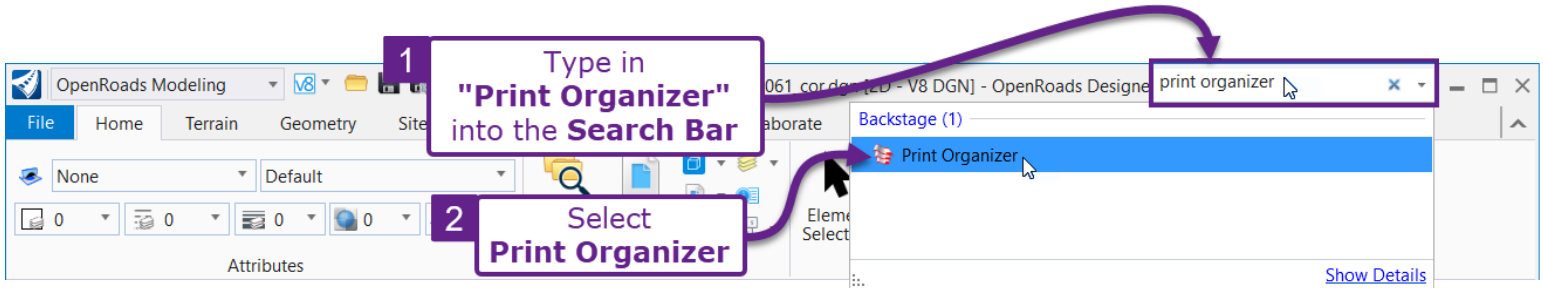 1
Type in
"Print Organizer"
into the Search Bar
OpenRoads Modeling
V8
061_cor.dgn [2D - V8 DGN] - OpenRoads Designe
print organizer
File Home Terrain Geometry Site
aborate
Backstage (1)
Print Organizer
None
Default
0 0 0 0
2
Select
Print Organizer
Eleme
Select
Attributes
Show Details